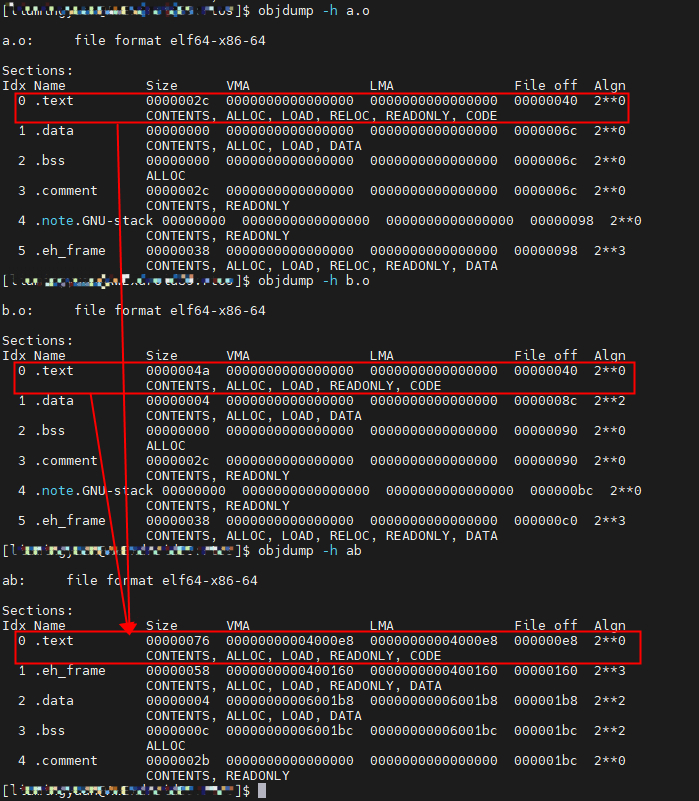 ]$ objdump -h a.o
a.o:     file format elf64-x86-64
Sections:
Idx Name          Size      VMA               LMA               File off  Algn
  0 .text         0000002c  0000000000000000  0000000000000000  00000040  2**0
                  CONTENTS, ALLOC, LOAD, RELOC, READONLY, CODE
  1 .data         00000000  0000000000000000  0000000000000000  0000006c  2**0
                  CONTENTS, ALLOC, LOAD, DATA
  2 .bss          00000000  0000000000000000  0000000000000000  0000006c  2**0
                  ALLOC
  3 .comment      0000002c  0000000000000000  0000000000000000  0000006c  2**0
                  CONTENTS, READONLY
  4 .note.GNU-stack 00000000  0000000000000000  0000000000000000  00000098  2**0
                  CONTENTS, READONLY
  5 .eh_frame     00000038  0000000000000000  0000000000000000  00000098  2**3
                  CONTENTS, ALLOC, LOAD, RELOC, READONLY, DATA
]$ objdump -h b.o
b.o:     file format elf64-x86-64
Sections:
Idx Name          Size      VMA               LMA               File off  Algn
  0 .text         0000004a  0000000000000000  0000000000000000  00000040  2**0
                  CONTENTS, ALLOC, LOAD, READONLY, CODE
  1 .data         00000004  0000000000000000  0000000000000000  0000008c  2**2
                  CONTENTS, ALLOC, LOAD, DATA
  2 .bss          00000000  0000000000000000  0000000000000000  00000090  2**0
                  ALLOC
  3 .comment      0000002c  0000000000000000  0000000000000000  00000090  2**0
                  CONTENTS, READONLY
  4 .note.GNU-stack 00000000  0000000000000000  0000000000000000  000000bc  2**0
                  CONTENTS, READONLY
  5 .eh_frame     00000038  0000000000000000  0000000000000000  000000c0  2**3
                  CONTENTS, ALLOC, LOAD, RELOC, READONLY, DATA
]$ objdump -h ab
ab:     file format elf64-x86-64
Sections:
Idx Name          Size      VMA               LMA               File off  Algn
  0 .text         00000076  00000000004000e8  00000000004000e8  000000e8  2**0
                  CONTENTS, ALLOC, LOAD, READONLY, CODE
  1 .eh_frame     00000058  0000000000400160  0000000000400160  00000160  2**3
                  CONTENTS, ALLOC, LOAD, READONLY, DATA
  2 .data         00000004  00000000006001b8  00000000006001b8  000001b8  2**2
                  CONTENTS, ALLOC, LOAD, DATA
  3 .bss          0000000c  00000000006001bc  00000000006001bc  000001bc  2**2
                  ALLOC
  4 .comment      0000002b  0000000000000000  0000000000000000  000001bc  2**0
                  CONTENTS, READONLY
]$